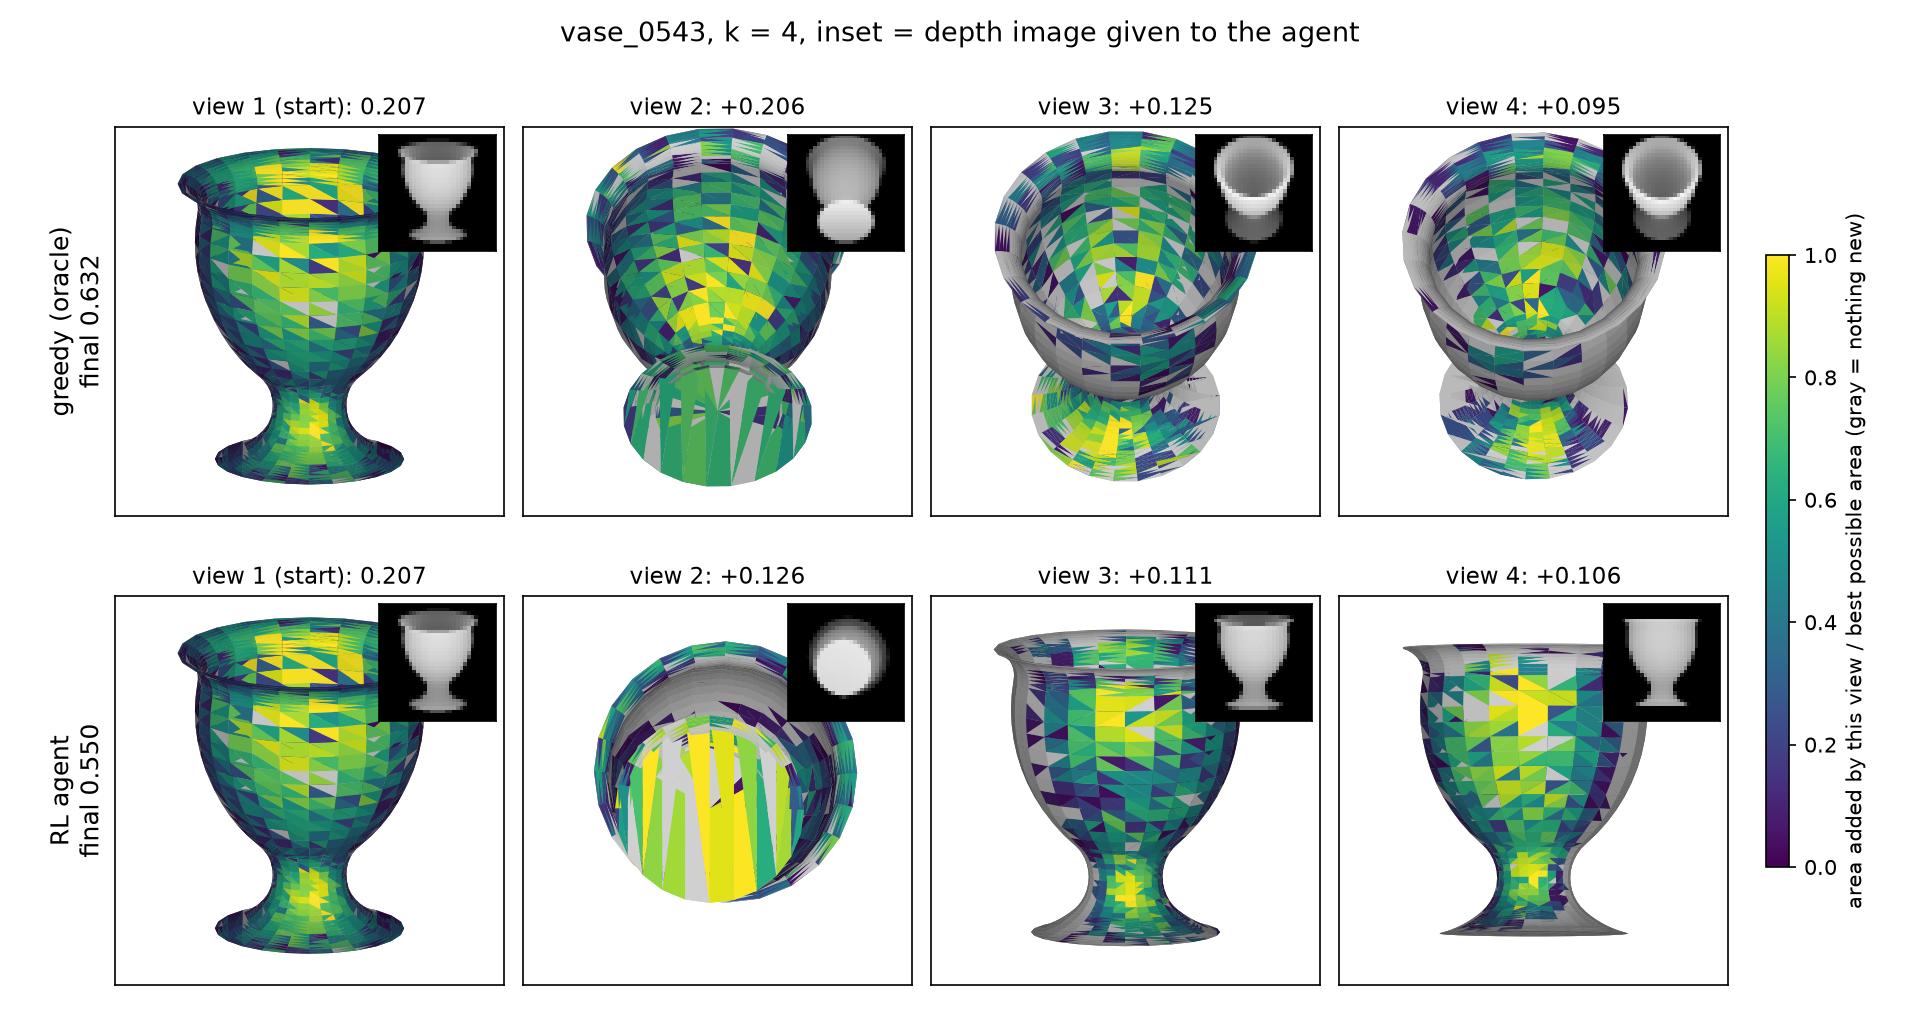 vase_0543, k = 4, inset = depth image given to the agent
view 1 (start): 0.207
view 2: +0.206
view 3: +0.125
view 4: +0.095
greedy (oracle)
final 0.632
view 1 (start): 0.207
view 2: +0.126
view 3: +0.111
view 4: +0.106
RL agent
final 0.550
1.0
0.8
0.6
0.4
0.2
0.0
area added by this view / best possible area (gray = nothing new)